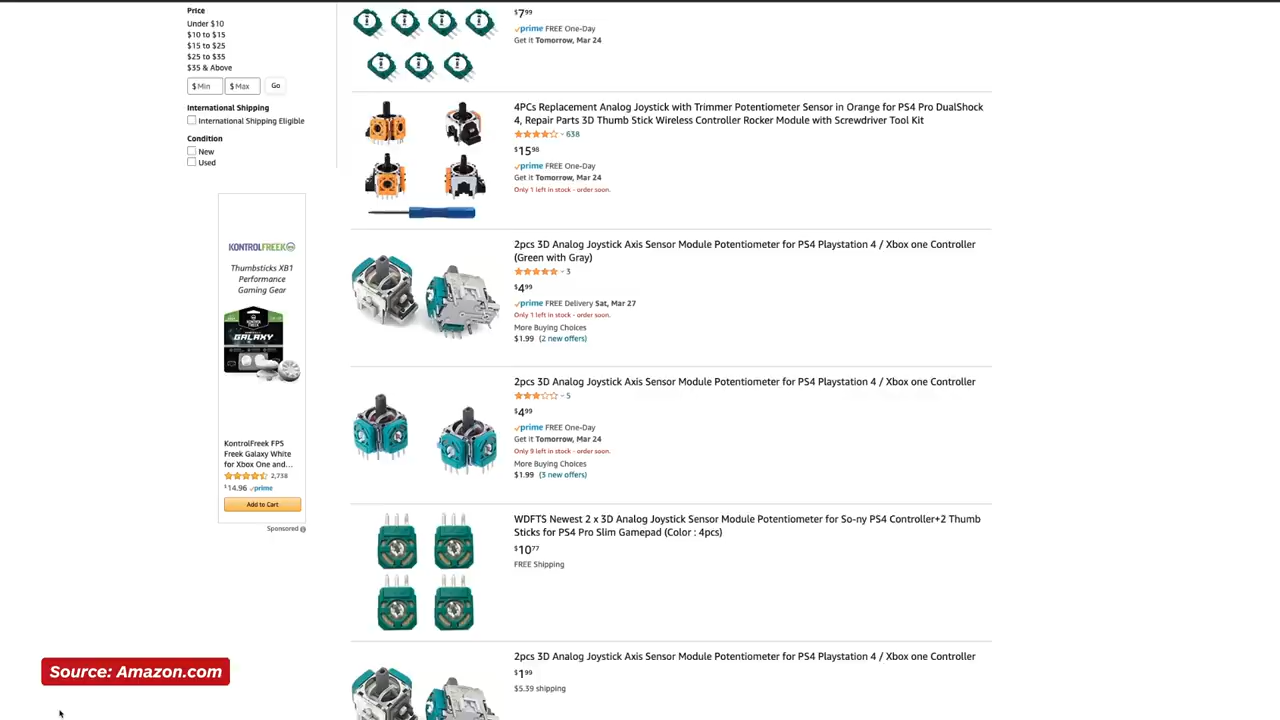 Price
Under $10
$10 to $15
$15 to $25
$25 to $35
$35 & Above
$ Min
$ Max
Go
International Shipping
International Shipping Eligible
Condition
New
Used
KONTROLFREEK
Thumbsticks XB1
Performance
Gaming Gear
GALAXY
KontrolFreek FPS
Freek Galaxy White
for Xbox One and...
2,738
$14.96 prime
Add to Cart
Sponsored
$7.99
prime FREE One-Day
Get it Tomorrow, Mar 24
4PCs Replacement Analog Joystick with Trimmer Potentiometer Sensor in Orange for PS4 Pro DualShock
4, Repair Parts 3D Thumb Stick Wireless Controller Rocker Module with Screwdriver Tool Kit
638
$15.98
prime FREE One-Day
Get it Tomorrow, Mar 24
Only 1 left in stock - order soon.
2pcs 3D Analog Joystick Axis Sensor Module Potentiometer for PS4 Playstation 4 / Xbox one Controller
(Green with Gray)
3
$4.99
prime FREE Delivery Sat, Mar 27
Only 1 left in stock - order soon.
More Buying Choices
$1.99 (2 new offers)
2pcs 3D Analog Joystick Axis Sensor Module Potentiometer for PS4 Playstation 4 / Xbox one Controller
5
$4.99
prime FREE One-Day
Get it Tomorrow, Mar 24
Only 9 left in stock - order soon.
More Buying Choices
$1.99 (3 new offers)
WDFTS Newest 2 x 3D Analog Joystick Sensor Module Potentiometer for So-ny PS4 Controller+2 Thumb
Sticks for PS4 Pro Slim Gamepad (Color : 4pcs)
$10.77
FREE Shipping
2pcs 3D Analog Joystick Axis Sensor Module Potentiometer for PS4 Playstation 4 / Xbox one Controller
$1.99
$5.39 shipping
Source: Amazon.com